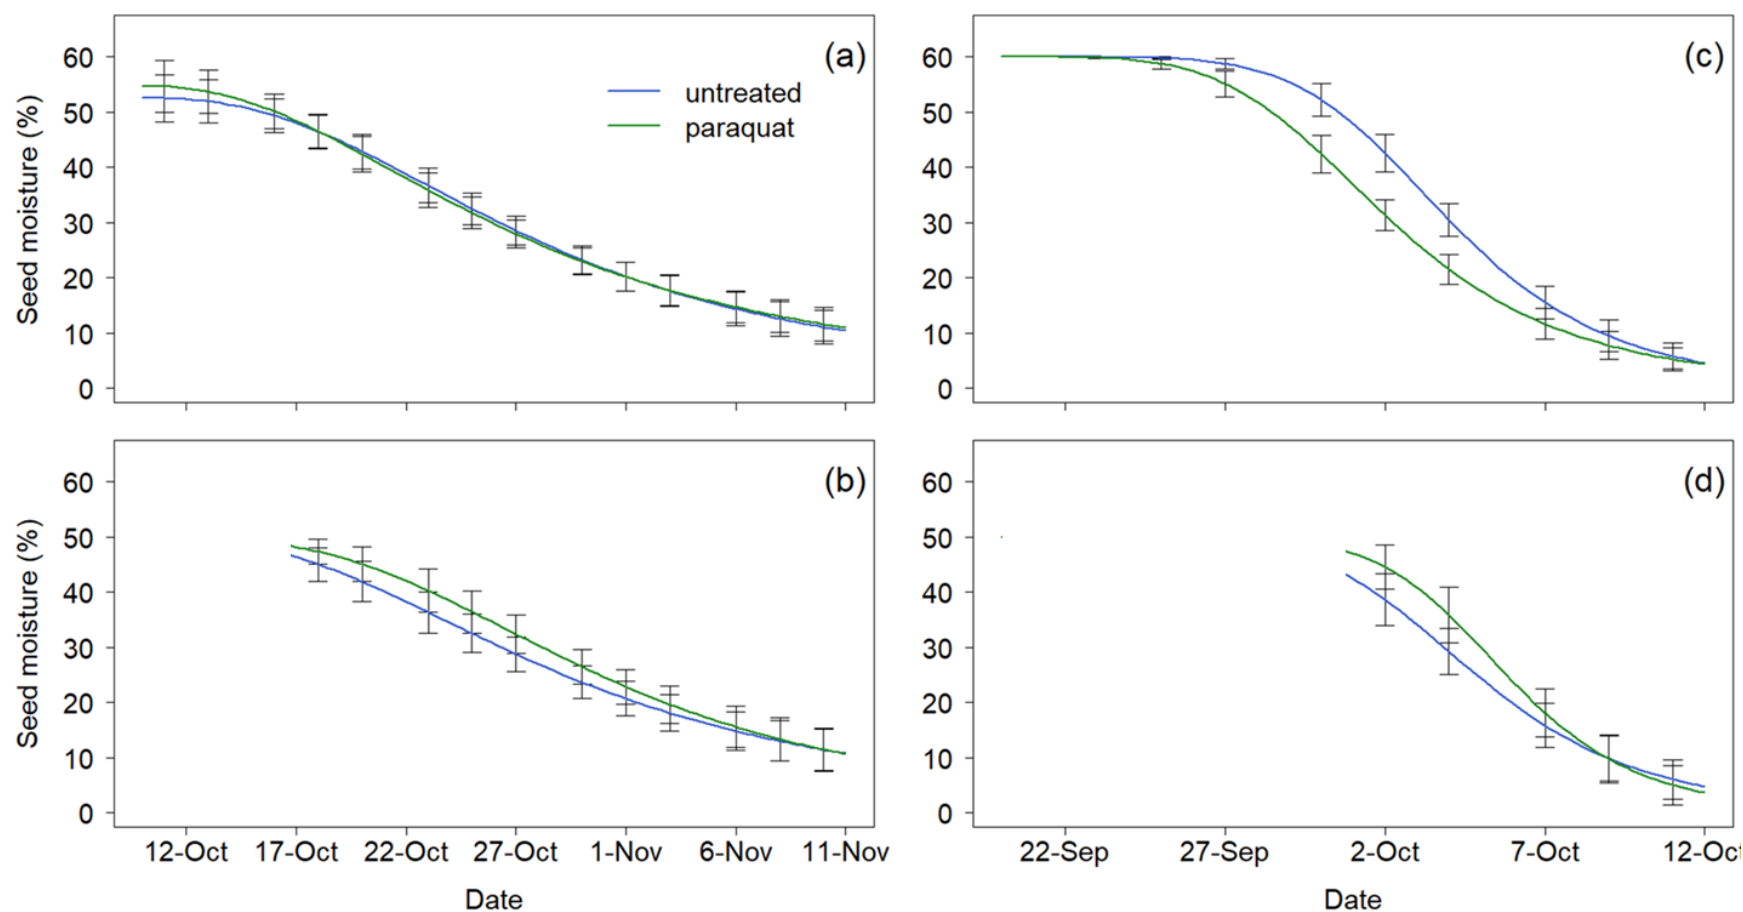 (a)
untreated
paraquat
Seed moisture (%)
60
50
40
30
20
10
0
(c)
60
50
40
30
20
10
0
(b)
Seed moisture (%)
60
50
40
30
20
10
0
12-Oct 17-Oct 22-Oct 27-Oct 1-Nov 6-Nov 11-Nov
Date
(d)
60
50
40
30
20
10
0
22-Sep 27-Sep 2-Oct 7-Oct 12-Oct
Date